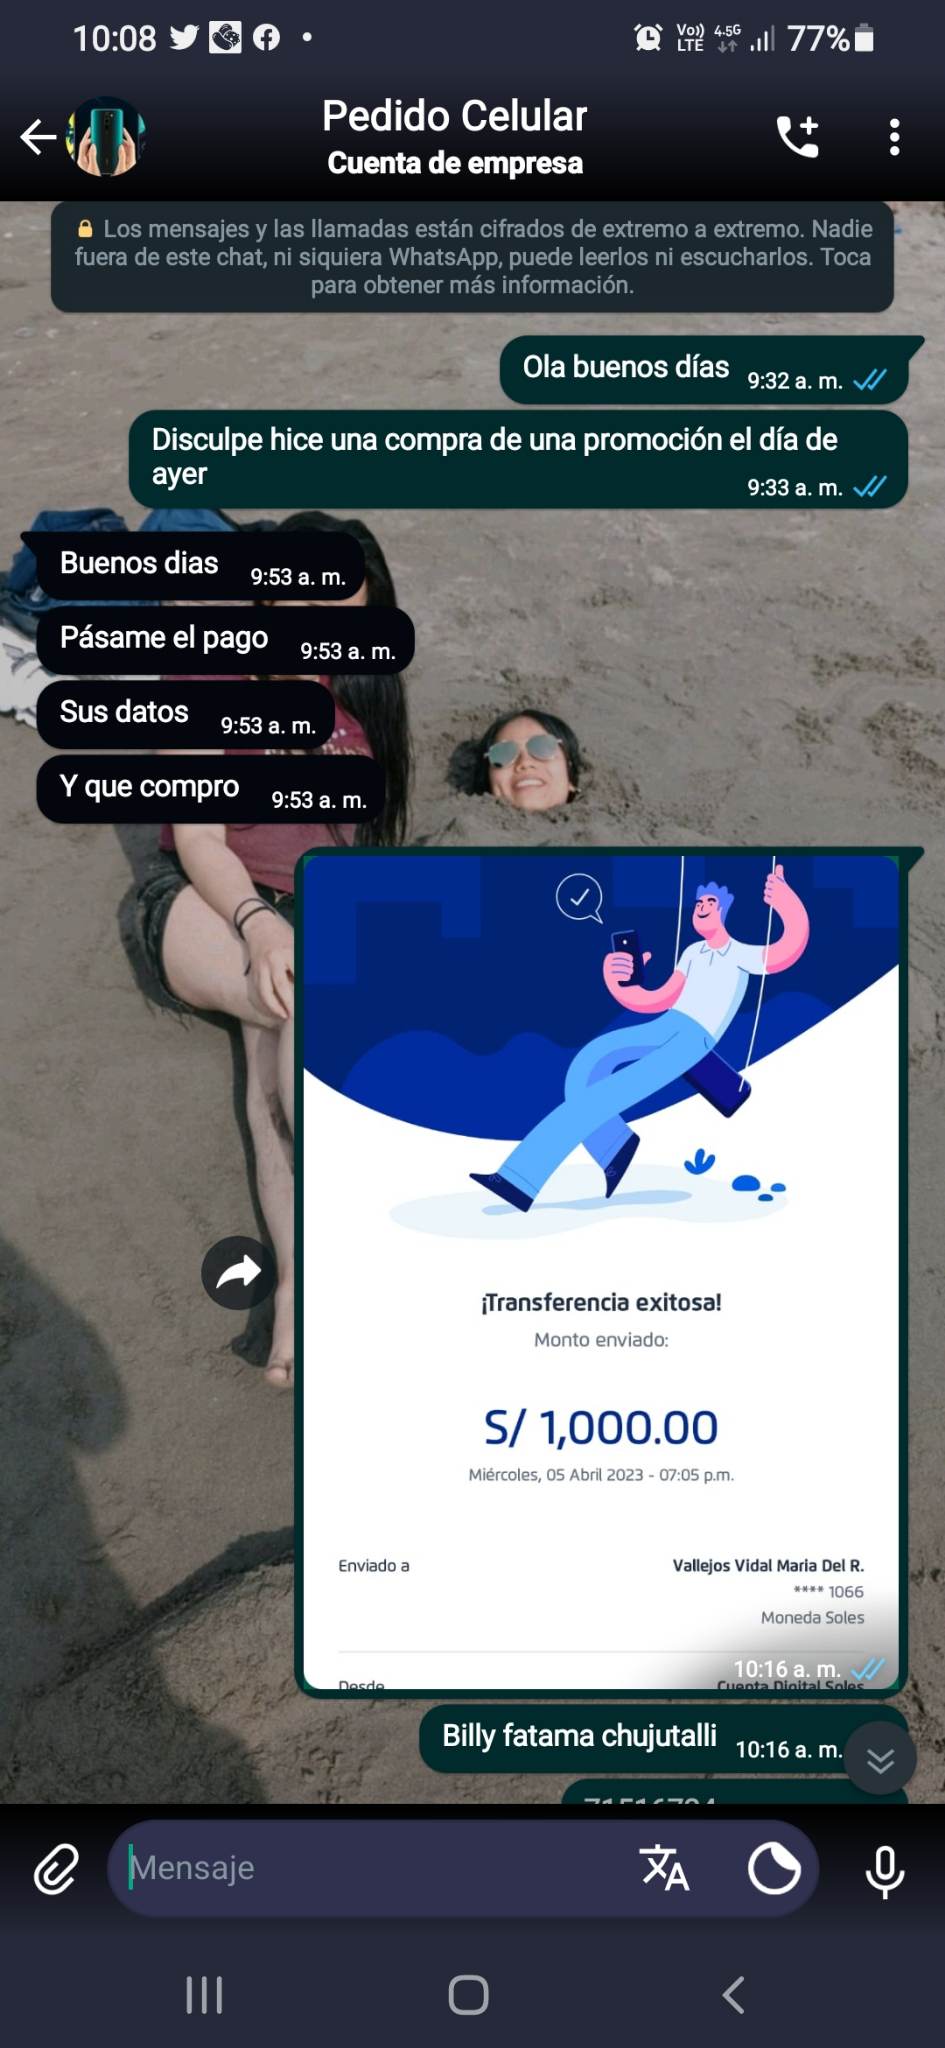 10:08
Vo)) LTE 4.5G 77%
Pedido Celular
Cuenta de empresa
Los mensajes y las llamadas están cifrados de extremo a extremo. Nadie
fuera de este chat, ni siquiera WhatsApp, puede leerlos ni escucharlos. Toca
para obtener más información.
Ola buenos días 9:32 a. m.
Disculpe hice una compra de una promoción el día de
ayer 9:33 a. m.
Buenos dias 9:53 a. m.
Pásame el pago 9:53 a. m.
Sus datos 9:53 a. m.
Y que compro 9:53 a. m.
¡Transferencia exitosa!
Monto enviado:
S/ 1,000.00
Miércoles, 05 Abril 2023 - 07:05 p.m.
Enviado a Vallejos Vidal Maria Del R.
**** 1066
Moneda Soles
10:16 a. m.
Desde Cuenta Digital Soles
Billy fatama chujutalli 10:16 a. m.
Mensaje